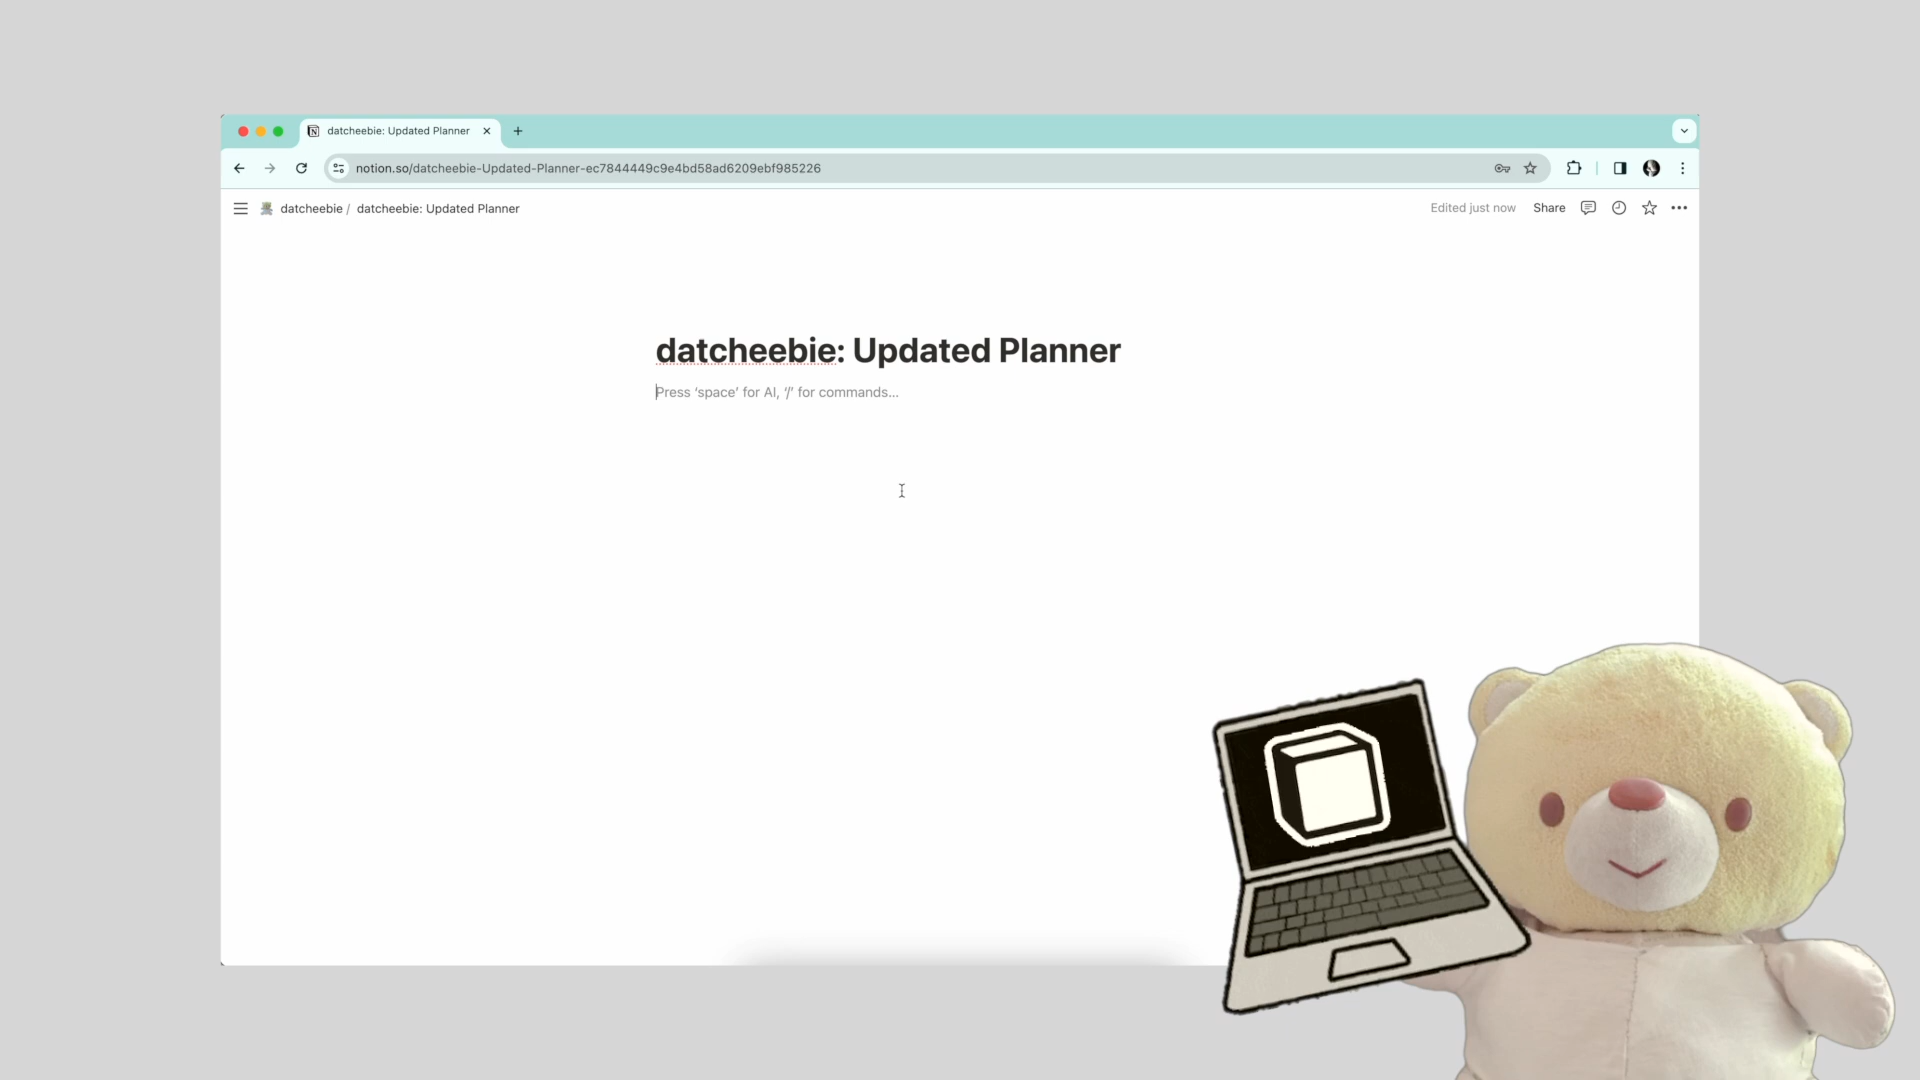 datcheebie: Updated Planner
notion.so/datcheebie-Updated-Planner-ec7844449c9e4bd58ad6209ebf985226
datcheebie / datcheebie: Updated Planner
Edited just now Share
datcheebie: Updated Planner
Press ‘space’ for AI, ‘/’ for commands…